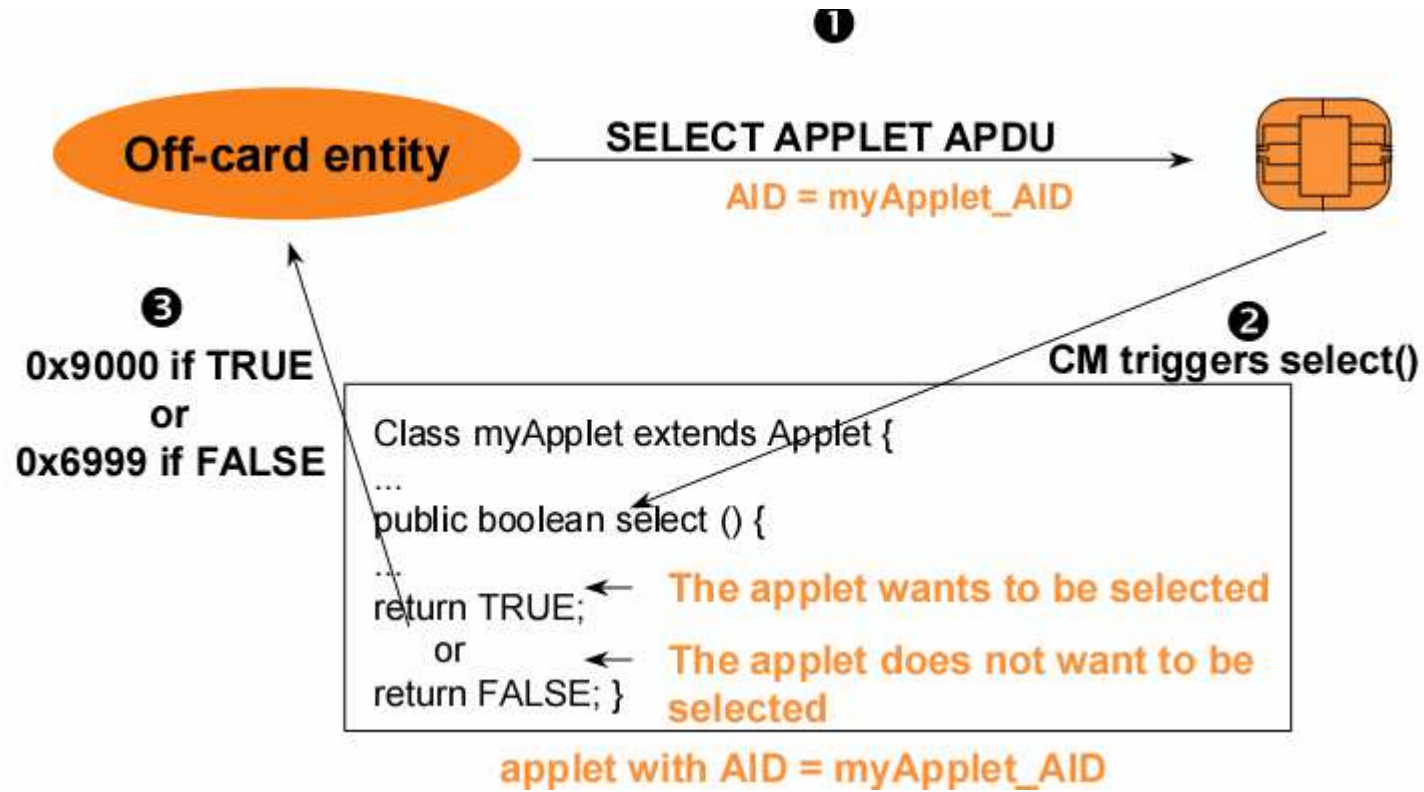 ❶
Off-card entity
SELECT APPLET APDU
AID = myApplet_AID
❸
0x9000 if TRUE
or
0x6999 if FALSE
❷
CM triggers select()
Class myApplet extends Applet {
...
public boolean select () {
...
return TRUE;
The applet wants to be selected
or
The applet does not want to be
selected
return FALSE; }
applet with AID = myApplet_AID